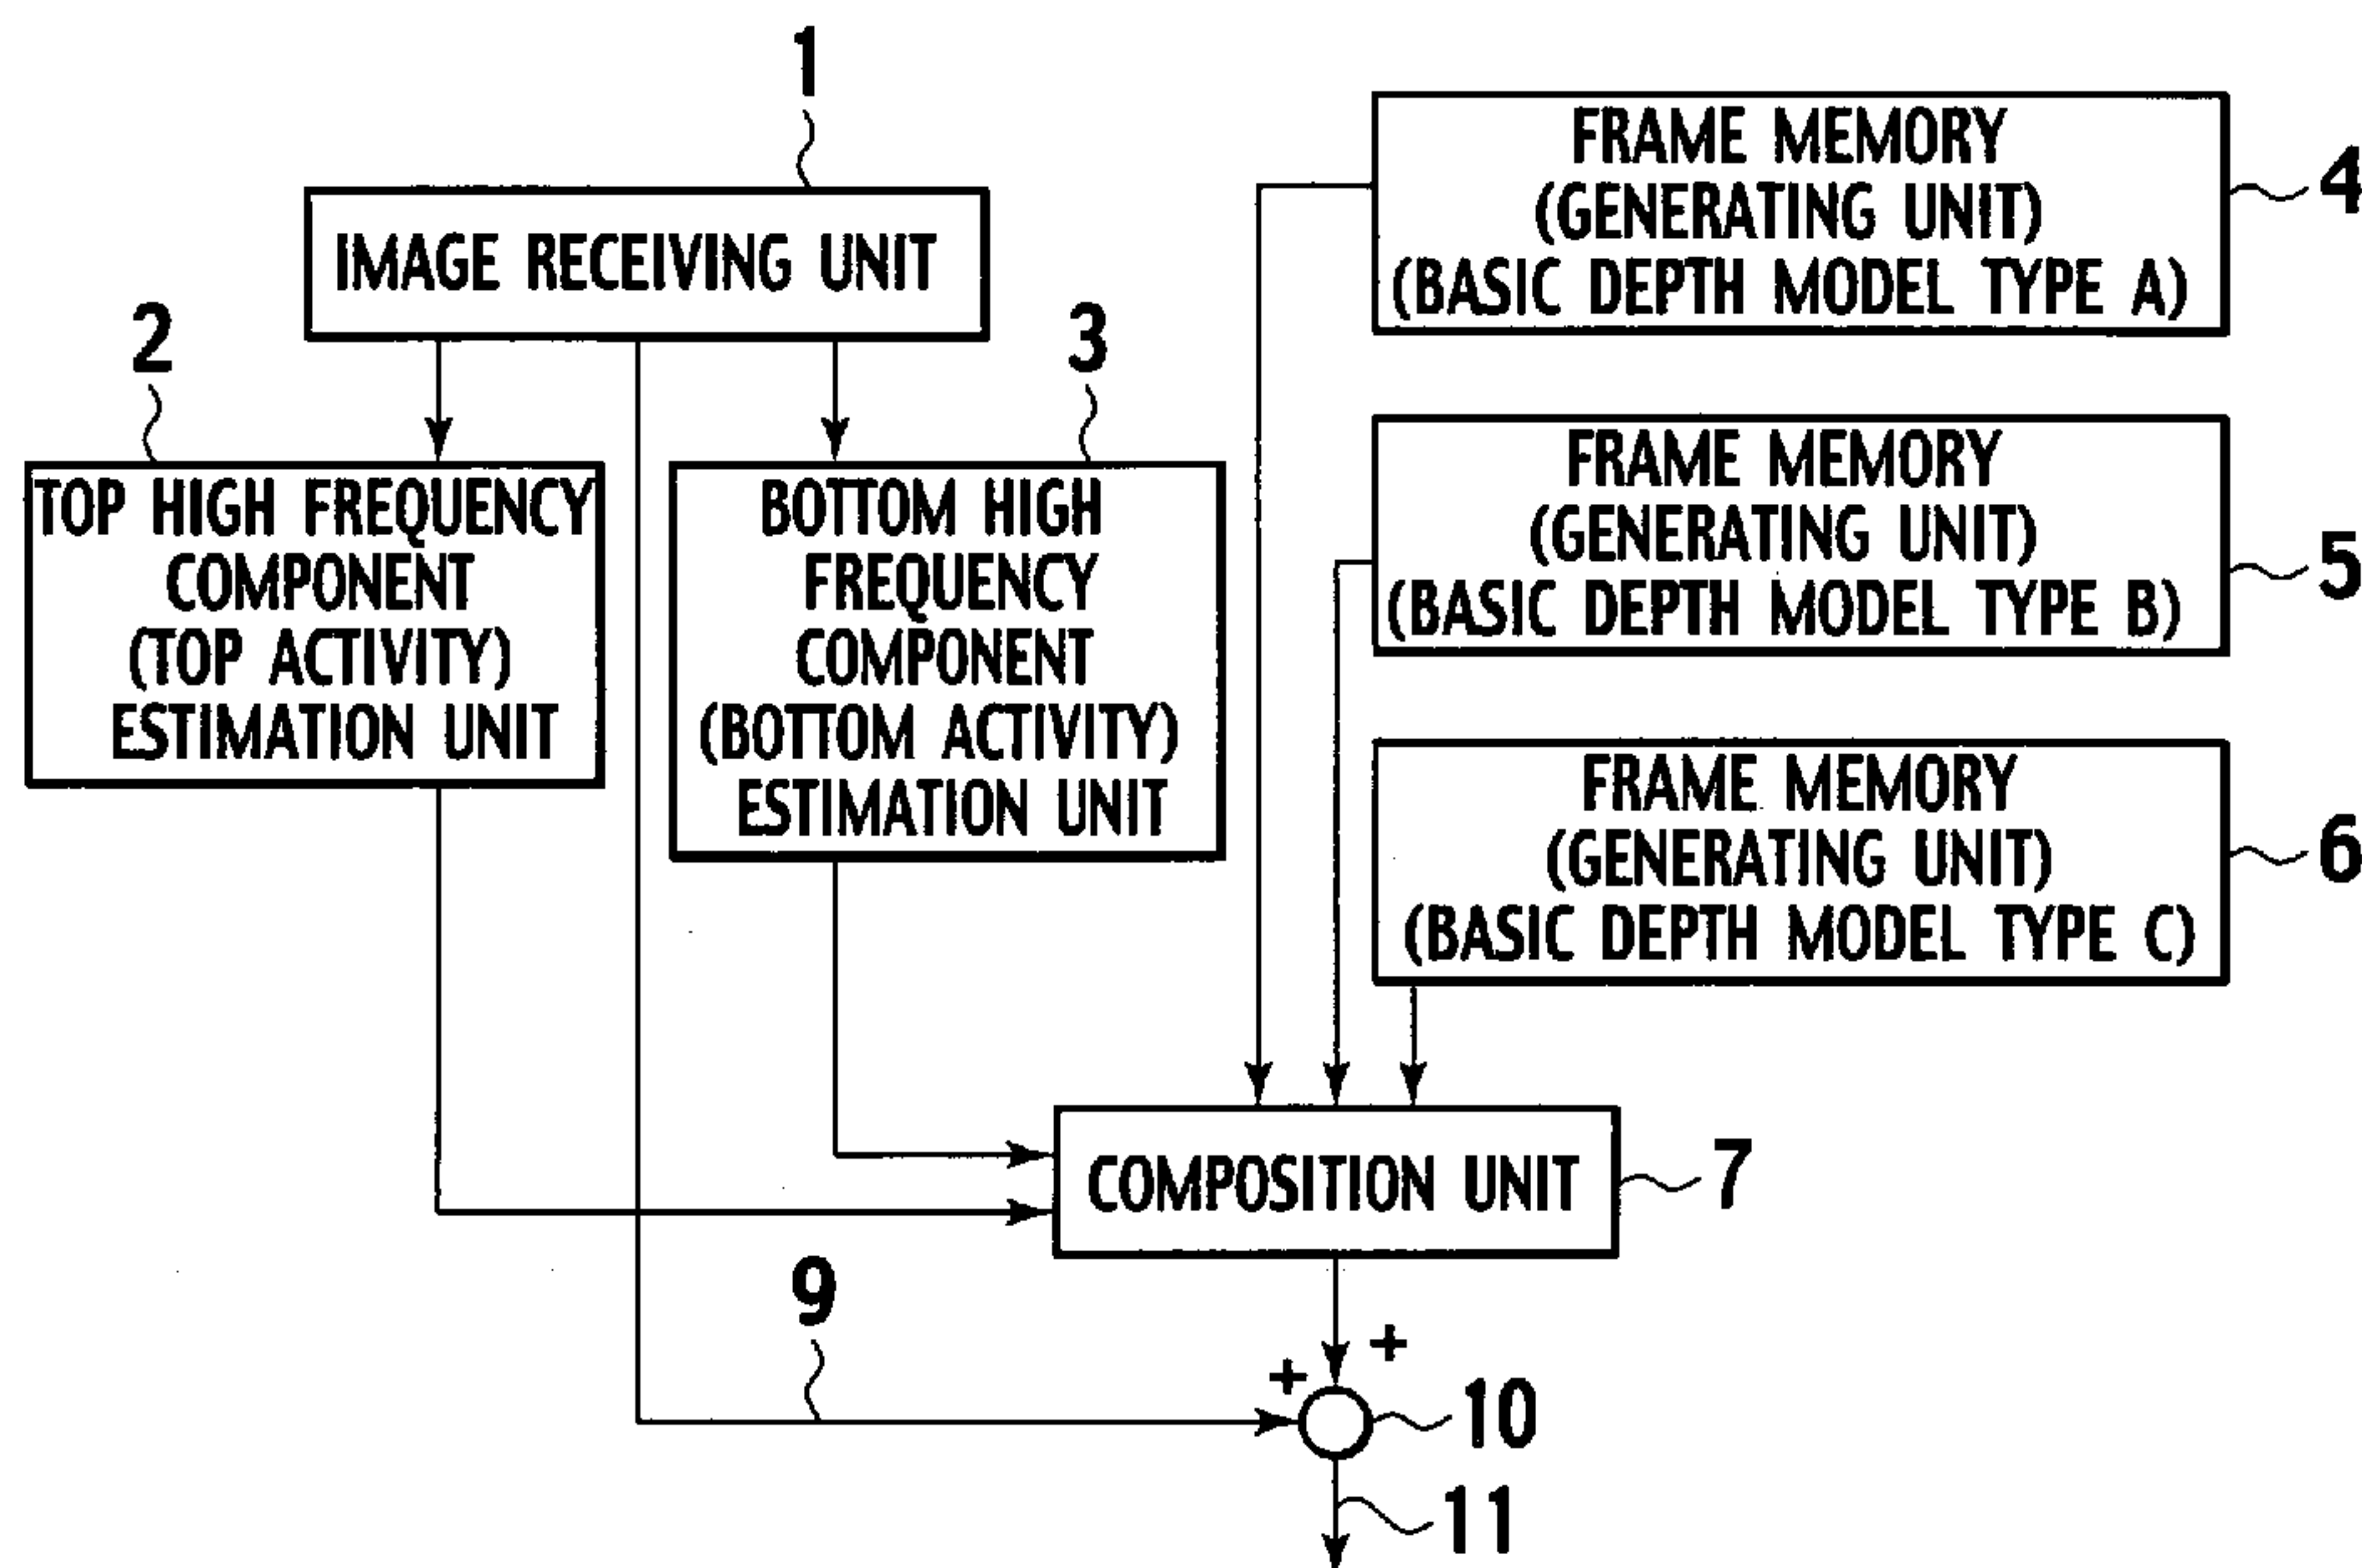 1
IMAGE RECEIVING UNIT
2
TOP HIGH FREQUENCY
COMPONENT
(TOP ACTIVITY)
ESTIMATION UNIT
3
BOTTOM HIGH
FREQUENCY
COMPONENT
(BOTTOM ACTIVITY)
ESTIMATION UNIT
FRAME MEMORY
(GENERATING UNIT)
(BASIC DEPTH MODEL TYPE A)
4
FRAME MEMORY
(GENERATING UNIT)
(BASIC DEPTH MODEL TYPE B)
5
FRAME MEMORY
(GENERATING UNIT)
(BASIC DEPTH MODEL TYPE C)
6
COMPOSITION UNIT
7
9
+
+
10
11